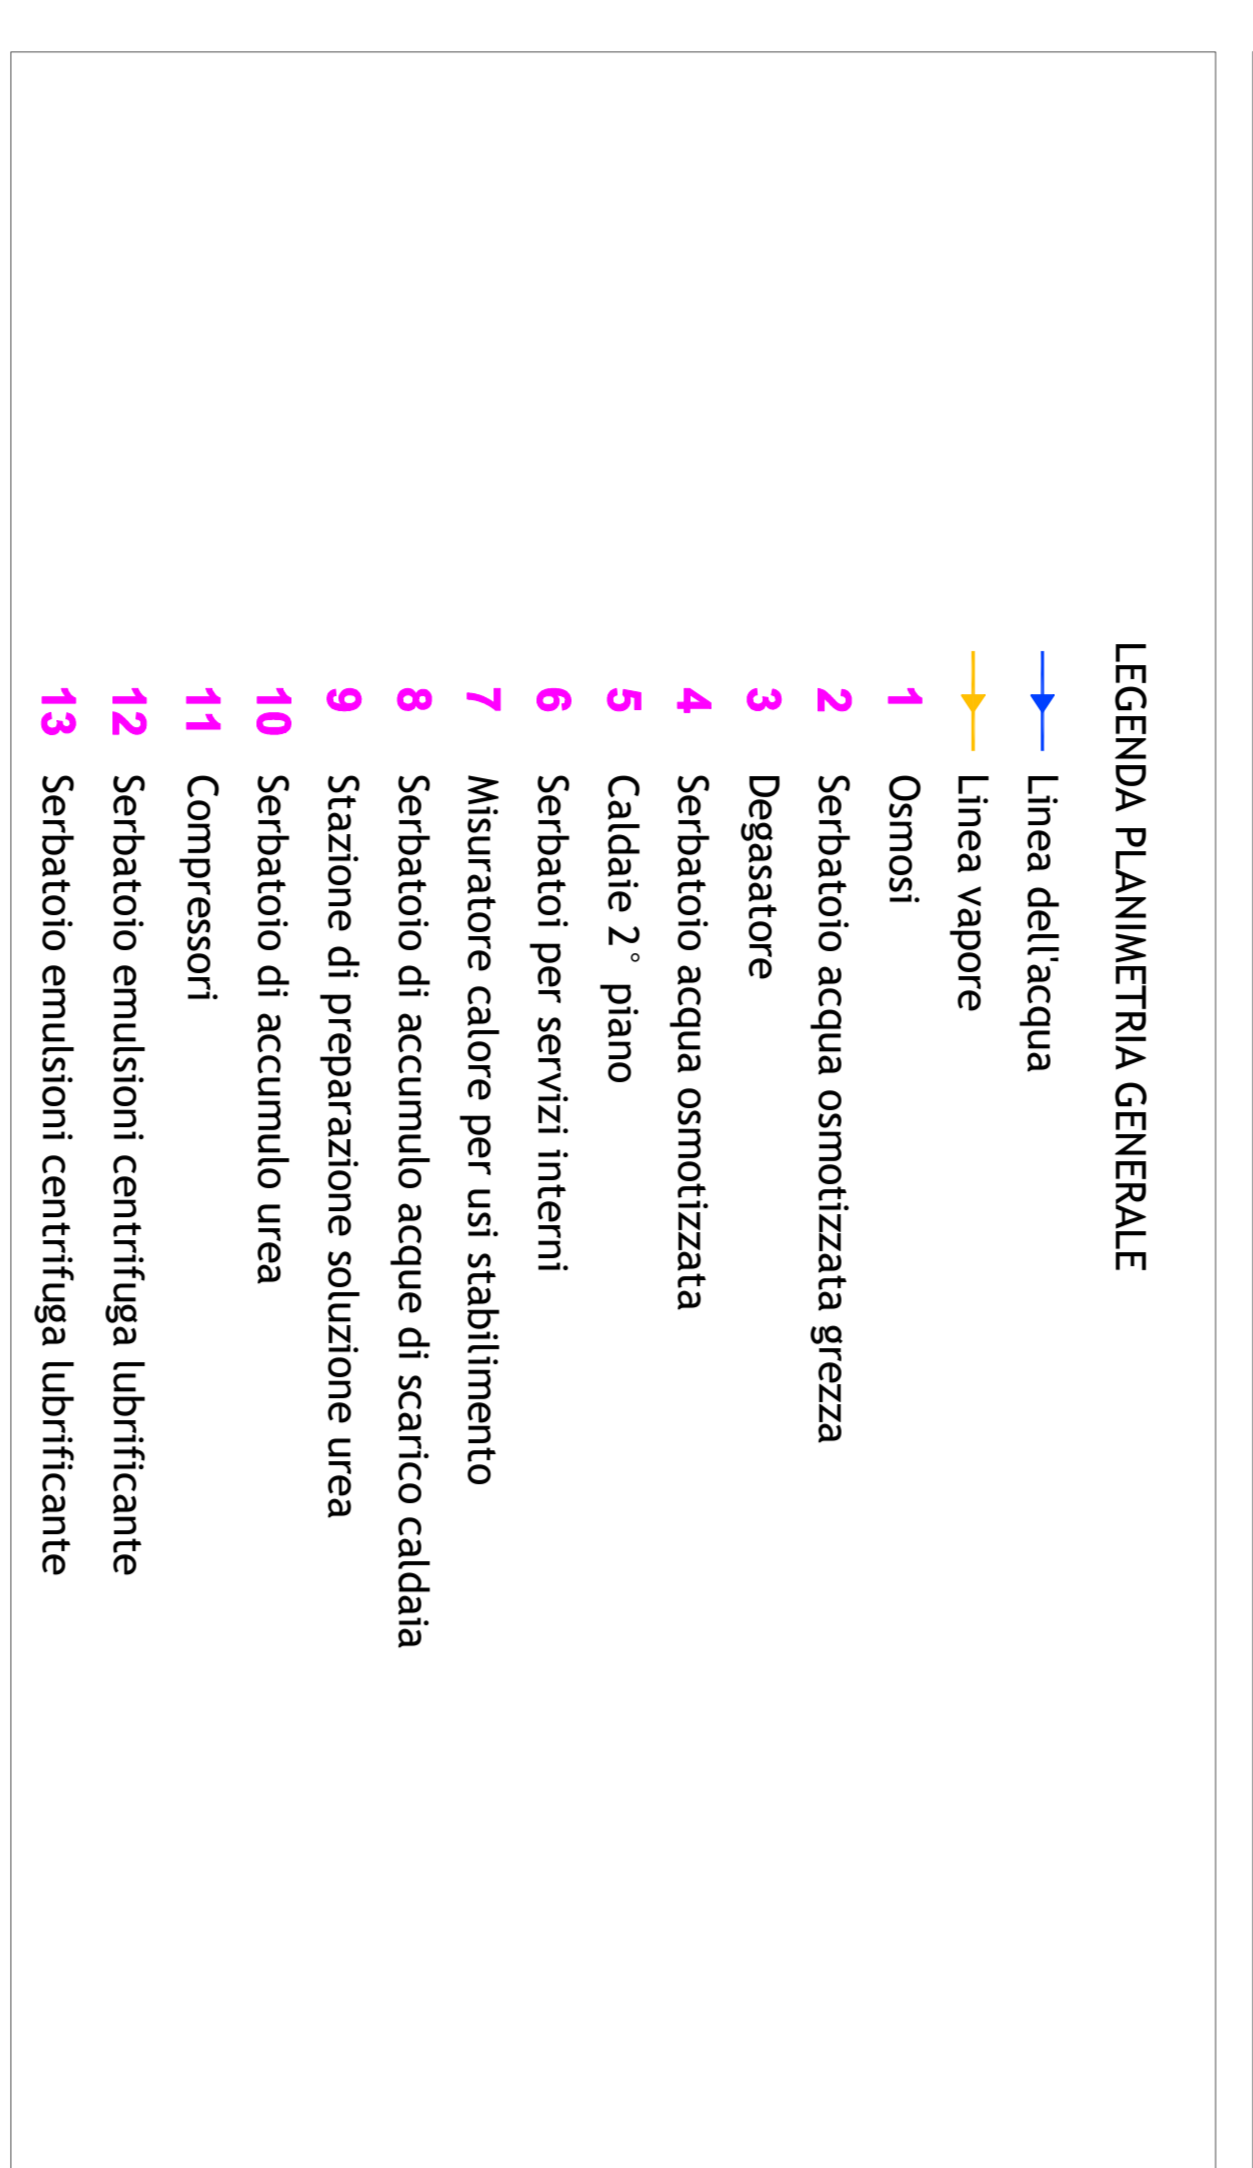 LEGENDA PLANIMETRIA GENERALE
Linea dell'acqua
Linea vapore
1 Osmosi
2 Serbatoio acqua osmotizzata grezza
3 Degasatore
4 Serbatoio acqua osmotizzata
5 Caldaie 2° piano
6 Serbatoi per servizi interni
7 Misuratore calore per usi stabilimento
8 Serbatoio di accumulo acque di scarico caldaia
9 Stazione di preparazione soluzione urea
10 Serbatoio di accumulo urea
11 Compressori
12 Serbatoio emulsioni centrifuga lubrificante
13 Serbatoio emulsioni centrifuga lubrificante